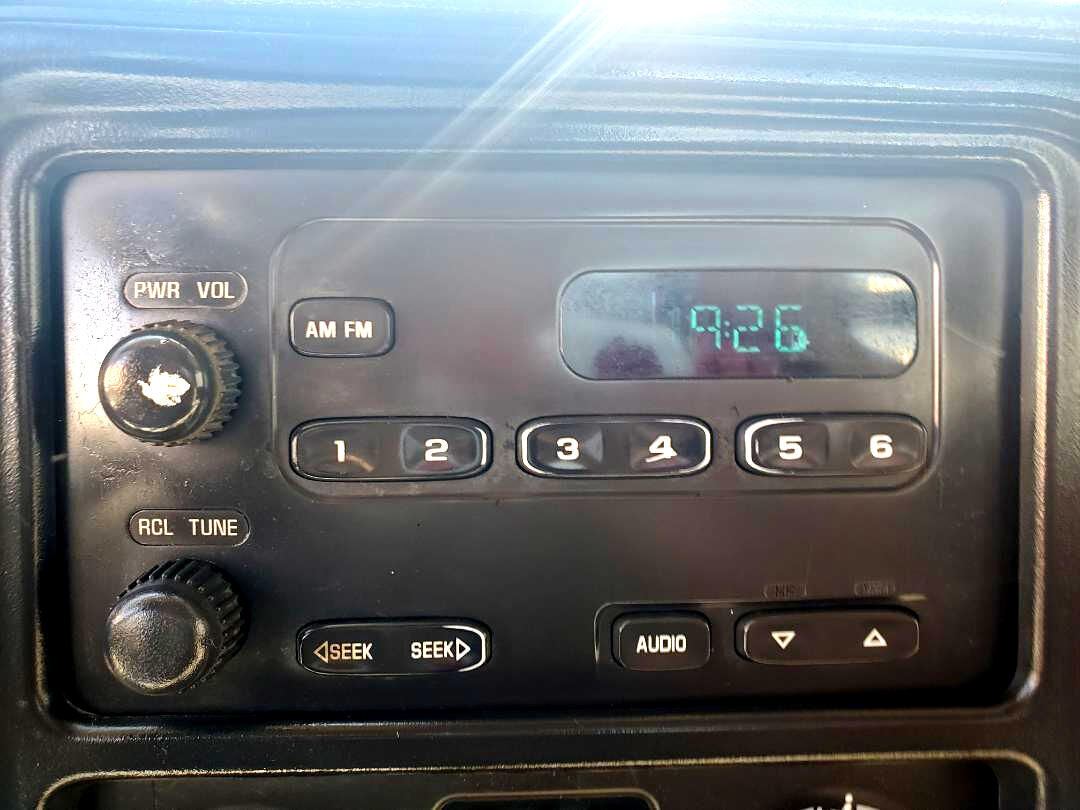 PWR VOL
AM FM
9:26
1 2 3 4 5 6
RCL TUNE
SEEK SEEK
AUDIO